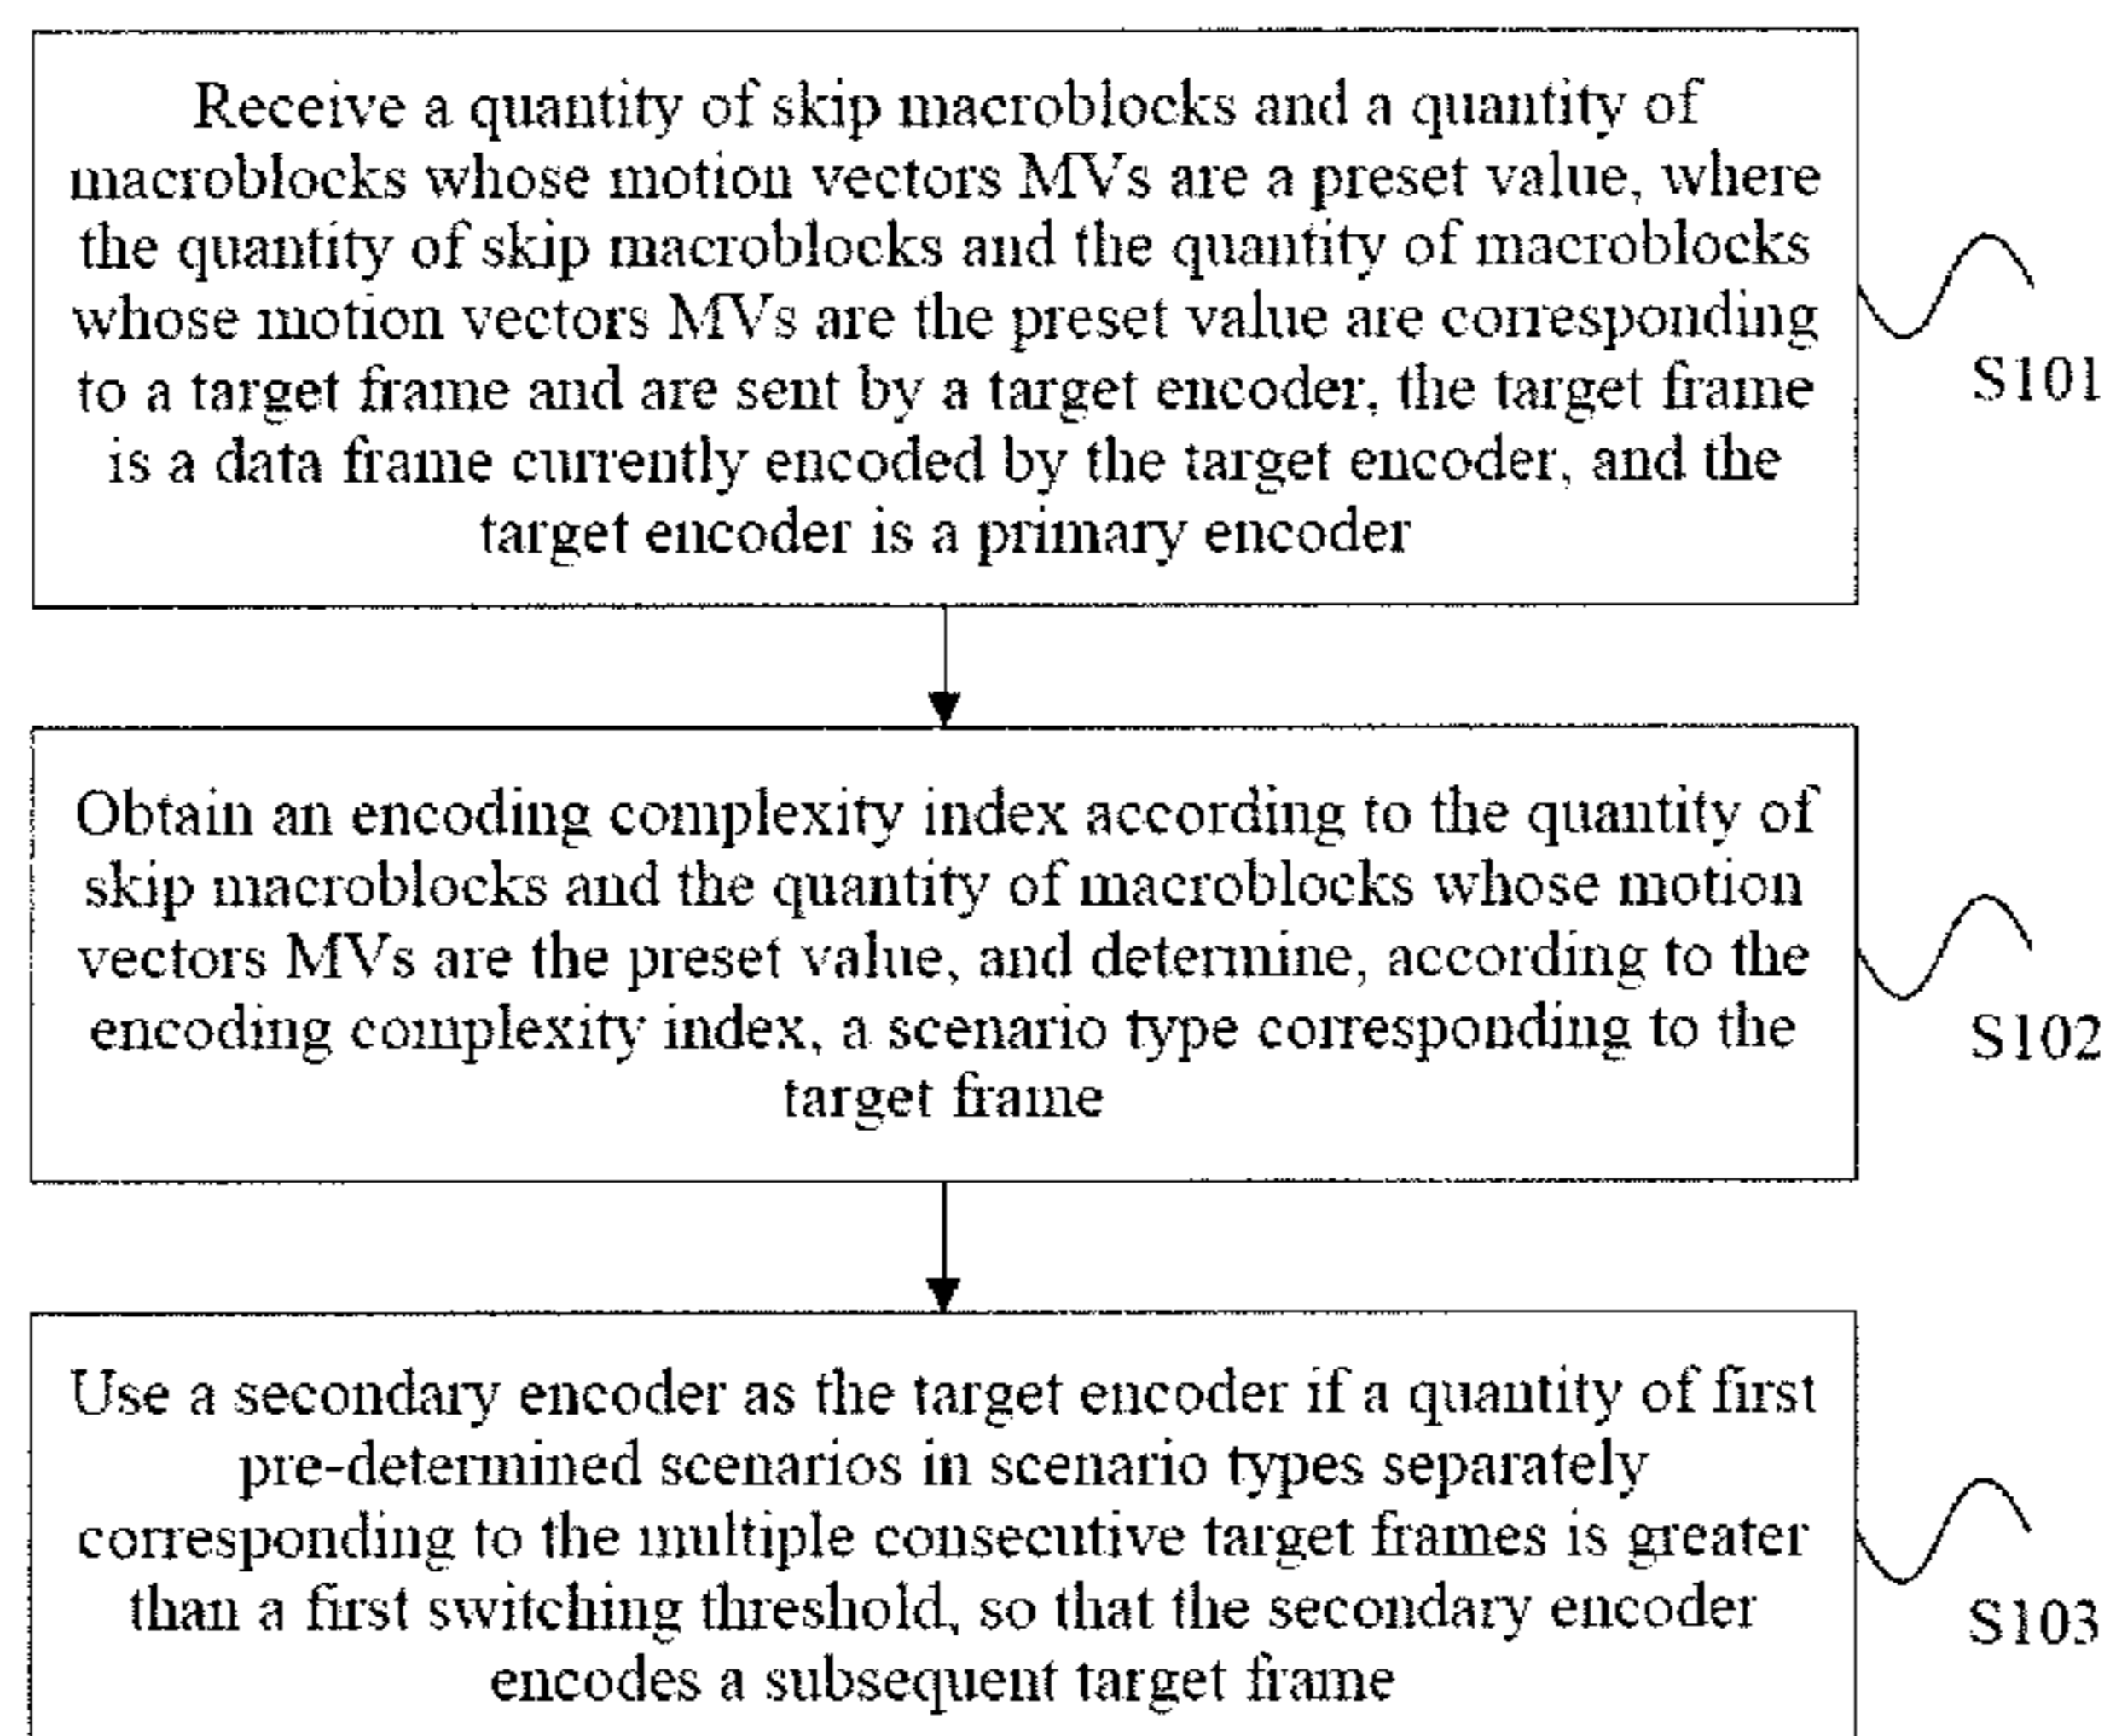 Receive a quantity of skip macroblocks and a quantity of
macroblocks whose motion vectors MVs are a preset value, where
the quantity of skip macroblocks and the quantity of macroblocks
whose motion vectors MVs are the preset value are corresponding
to a target frame and are sent by a target encoder, the target frame
is a data frame currently encoded by the target encoder, and the
target encoder is a primary encoder
S101
Obtain an encoding complexity index according to the quantity of
skip macroblocks and the quantity of macroblocks whose motion
vectors MVs are the preset value, and determine, according to the
encoding complexity index, a scenario type corresponding to the
target frame
S102
Use a secondary encoder as the target encoder if a quantity of first
pre-determined scenarios in scenario types separately
corresponding to the multiple consecutive target frames is greater
than a first switching threshold, so that the secondary encoder
encodes a subsequent target frame
S103